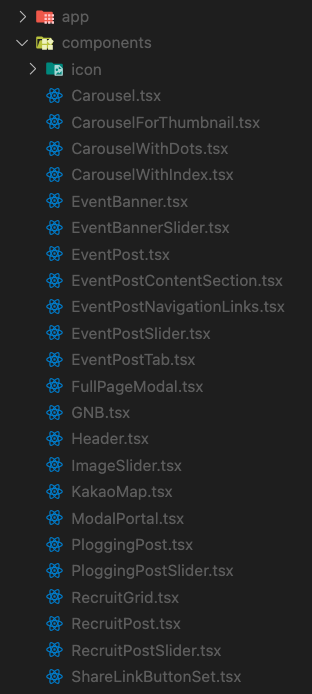 app
components
icon
Carousel.tsx
CarouselForThumbnail.tsx
CarouselWithDots.tsx
CarouselWithIndex.tsx
EventBanner.tsx
EventBannerSlider.tsx
EventPost.tsx
EventPostContentSection.tsx
EventPostNavigationLinks.tsx
EventPostSlider.tsx
EventPostTab.tsx
FullPageModal.tsx
GNB.tsx
Header.tsx
ImageSlider.tsx
KakaoMap.tsx
ModalPortal.tsx
PloggingPost.tsx
PloggingPostSlider.tsx
RecruitGrid.tsx
RecruitPost.tsx
RecruitPostSlider.tsx
ShareLinkButtonSet.tsx